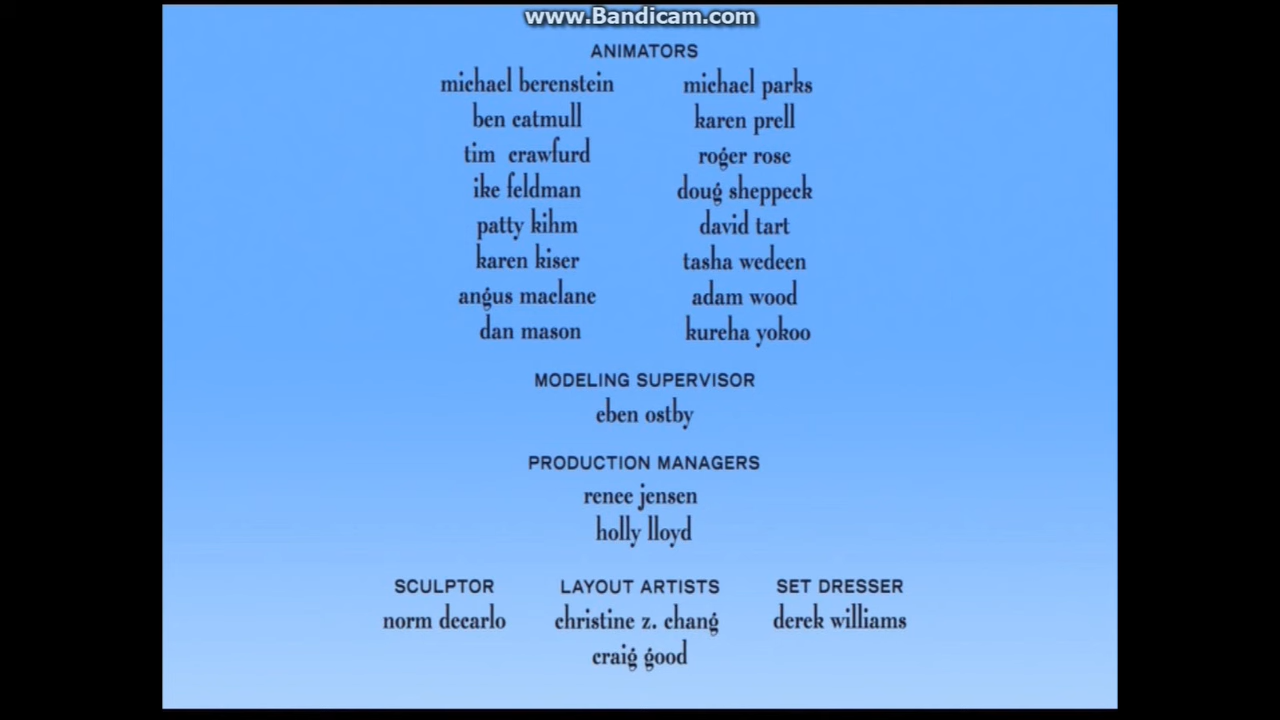 www.Bandicam.com
ANIMATORS
michael berenstein michael parks
ben catmull karen prell
tim crawfurd roger rose
ike feldman doug sheppeck
patty kihm david tart
karen kiser tasha wedeen
angus maclane adam wood
dan mason kureha yokoo
MODELING SUPERVISOR
eben ostby
PRODUCTION MANAGERS
renee jensen
holly lloyd
SCULPTOR LAYOUT ARTISTS SET DRESSER
norm decarlo christine z. chang derek williams
craig good